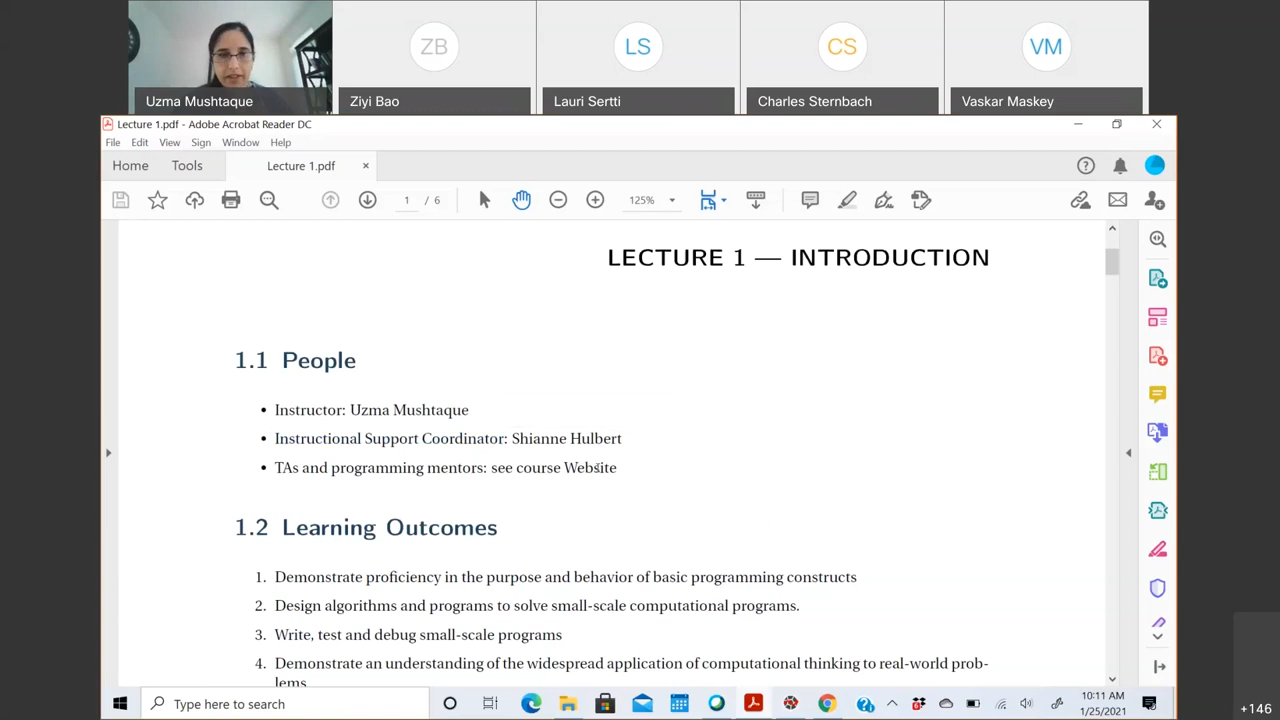 ZB
LS
CS
VM
Uzma Mushtaque
Ziyi Bao
Lauri Sertti
Charles Sternbach
Vaskar Maskey
Lecture 1.pdf - Adobe Acrobat Reader DC
File Edit View Sign Window Help
Home Tools Lecture 1.pdf
1 / 6 125%
LECTURE 1 — INTRODUCTION
1.1 People
• Instructor: Uzma Mushtaque
• Instructional Support Coordinator: Shianne Hulbert
• TAs and programming mentors: see course Website
1.2 Learning Outcomes
1. Demonstrate proficiency in the purpose and behavior of basic programming constructs
2. Design algorithms and programs to solve small-scale computational programs.
3. Write, test and debug small-scale programs
4. Demonstrate an understanding of the widespread application of computational thinking to real-world prob-
lems
Type here to search
10:11 AM
1/25/2021
+146